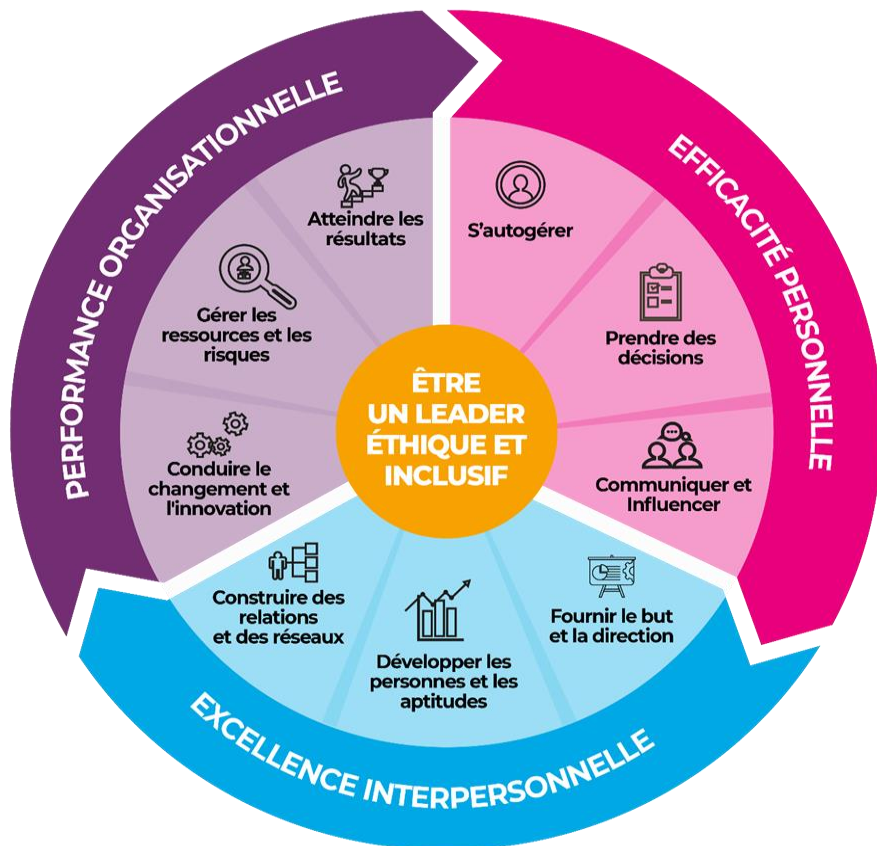 PERFORMANCE ORGANISATIONNELLE
EFFICACITÉ PERSONNELLE
EXCELLENCE INTERPERSONNELLE
ÊTRE
UN LEADER
ÉTHIQUE ET
INCLUSIF
S'autogérer
Prendre des
décisions
Communiquer et
Influencer
Fournir le but
et la direction
Développer les
personnes et les
aptitudes
Construire des
relations
et des réseaux
Conduire le
changement et
l'innovation
Gérer les
ressources et les
risques
Atteindre les
résultats